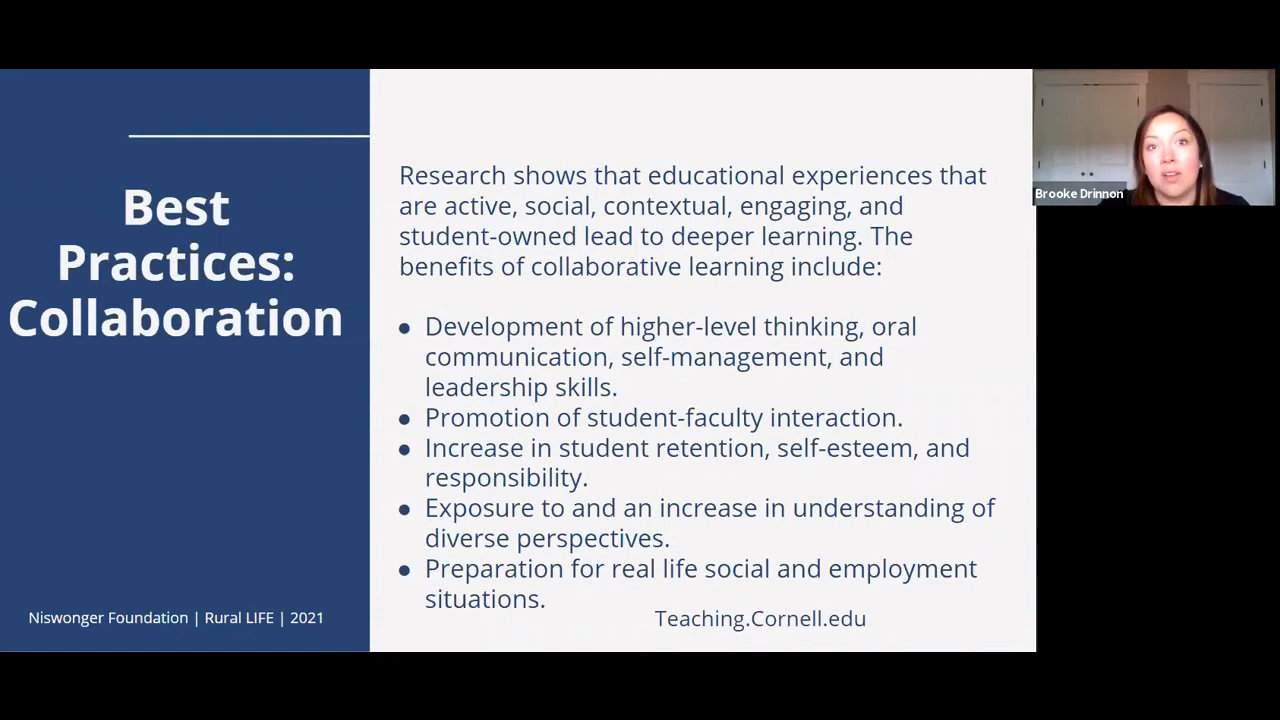 Best
Practices:
Collaboration
Niswonger Foundation | Rural LIFE | 2021
Research shows that educational experiences that
are active, social, contextual, engaging, and
student-owned lead to deeper learning. The
benefits of collaborative learning include:
● Development of higher-level thinking, oral
communication, self-management, and
leadership skills.
● Promotion of student-faculty interaction.
● Increase in student retention, self-esteem, and
responsibility.
● Exposure to and an increase in understanding of
diverse perspectives.
● Preparation for real life social and employment
situations.
Teaching.Cornell.edu
Brooke Drinnon